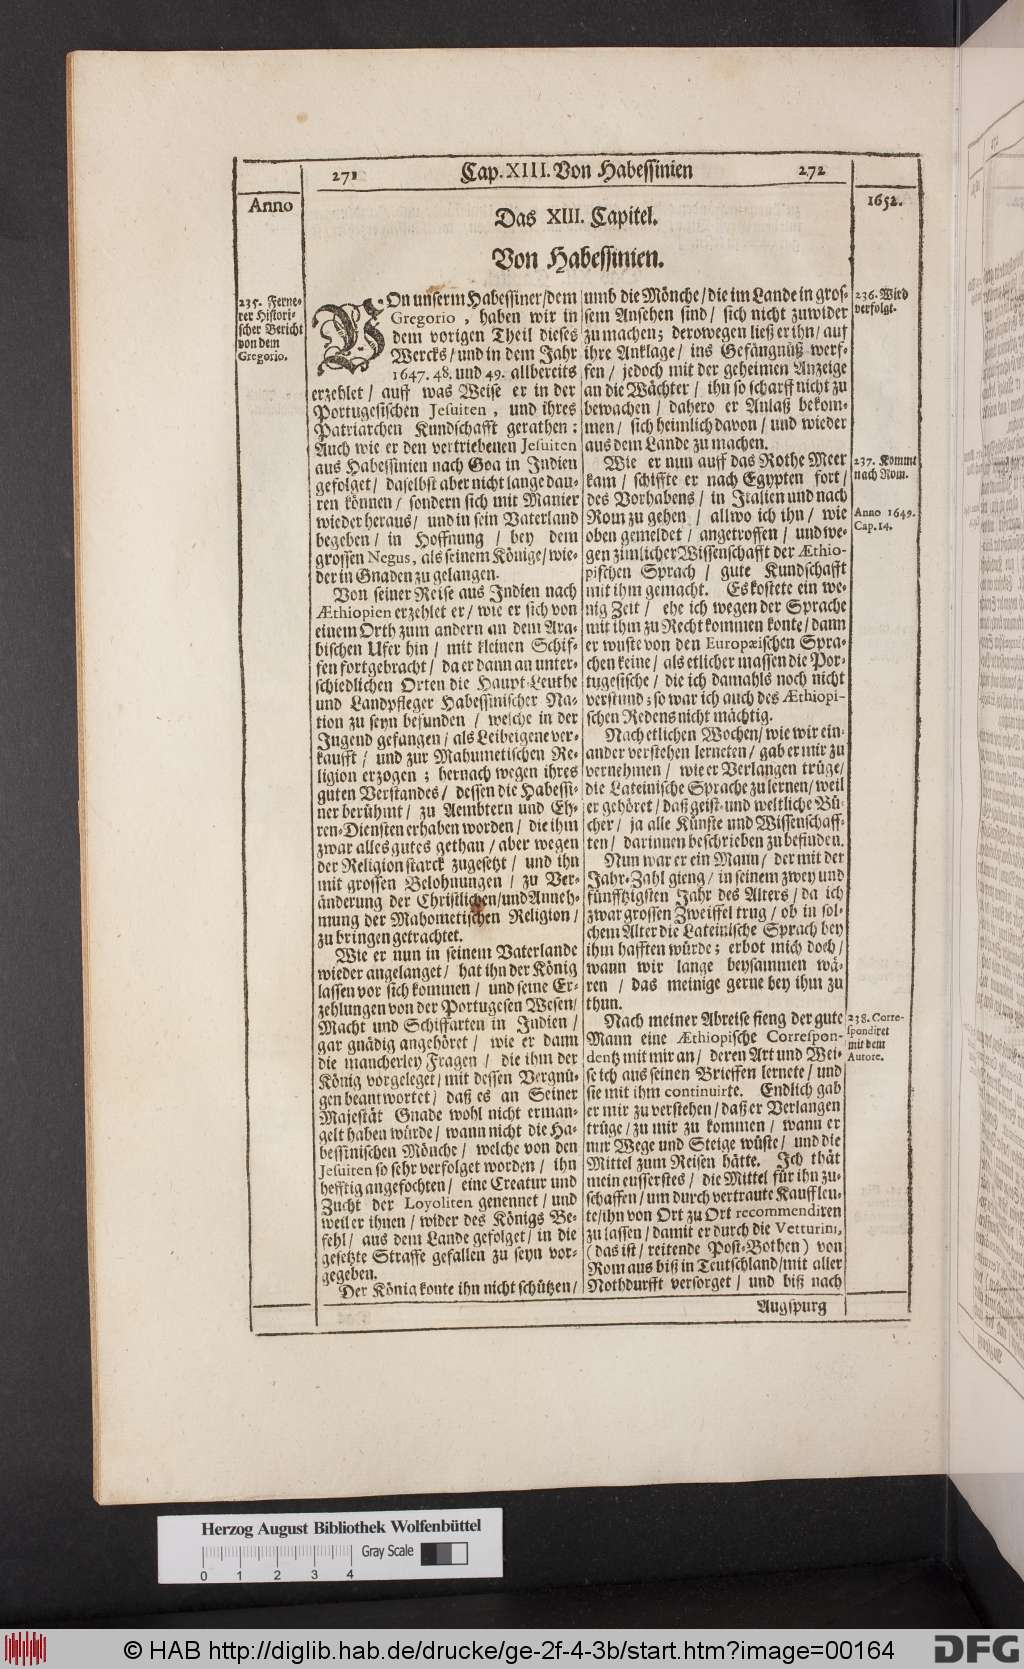 271
Cap. XIII. Von Habessinien
272
Anno
1652.
Das XIII. Capitel.
Von Habessinien.
235. Ferne-
rer Histori-
scher Bericht
von dem
Gregorio.
VOn unserm Habessiner/dem
Gregorio, haben wir in
dem vorigen Theil dieses
Wercks/und in dem Jahr
1647. 48. und 49. allbereits
erzehlet / auff was Weise er in der
Portugesischen Jesuiten, und ihres
Patriarchen Kundschafft gerathen:
Auch wie er den vertriebenen Jesuiten
aus Habessinien nach Goa in Indien
gefolget/ daselbst aber nicht lange dau-
ren können/ sondern sich mit Manier
wieder heraus/ und in sein Vaterland
begeben/ in Hoffnung / bey dem
grossen Negus, als seinem Könige/wie-
der in Gnaden zu gelangen.
Von seiner Reise aus Indien nach
Æthiopien erzehlet er/ wie er sich von
einem Orth zum andern an dem Ara-
bischen Ufer hin / mit kleinen Schif-
fen fortgebracht/ da er dann an unter-
schiedlichen Orten die Haupt-Leuthe
und Landpfleger Habessinischer Na-
tion zu seyn befunden / welche in der
Jugend gefangen/als Leibeigene ver-
kaufft / und zur Mahumetischen Re-
ligion erzogen; hernach wegen ihres
guten Verstandes/ dessen die Habessi-
ner berühmt/ zu Aembtern und Eh-
ren-Diensten erhaben worden/ die ihm
zwar alles gutes gethan/aber wegen
der Religion starck zugesetzt/ und ihn
mit grossen Belohnungen / zu Ver-
änderung der Christlichen/und Anneh-
mung der Mahometischen Religion/
zu bringen getrachtet.
Wie er nun in seinem Vaterlande
wieder angelanget/ hat ihn der König
lassen vor sich kommen/ und seine Er-
zehlungen von der Portugesen Wesen/
Macht und Schiffarten in Indien/
gar gnädig angehöret/ wie er dann
die mancherley Fragen/ die ihm der
König vorgeleget/mit dessen Vergnü-
gen beantwortet/ daß es an Seiner
Majestät Gnade wohl nicht erman-
gelt haben würde/ wann nicht die Ha-
bessinischen Mönche/ welche von den
Jesuiten so sehr verfolget worden/ ihn
hefftig angefochten/ eine Creatur und
Zucht der Loyoliten genennet/und
weil er ihnen/ wider des Königs Be-
fehl/ aus dem Lande gefolget/ in die
gesetzte Straffe gefallen zu seyn vor-
gegeben.
Der König konte ihn nicht schützen/
umb die Mönche/die im Lande in gros-
sem Ansehen sind/ sich nicht zuwider
zu machen; derowegen ließ er ihn/ auf
ihre Anklage/ ins Gefängnüß werf-
fen/ jedoch mit der geheimen Anzeige
an die Wächter/ ihn so scharff nicht zu
bewachen/ dahero er Anlaß bekom-
men/ sich heimlich davon/und wieder
aus dem Lande zu machen.
Wie er nun auff das Rothe Meer
kam/ schiffte er nach Egypten fort/
des Vorhabens/ in Italien und nach
Rom zu gehen / allwo ich ihn/ wie
oben gemeldet/ angetroffen/ und we-
gen zimlicher Wissenschafft der Æthio-
pischen Sprach / gute Kundschafft
mit ihm gemacht. Es kostete ein we-
nig Zeit / ehe ich wegen der Sprache
mit ihm zu Recht kommen konte/dann
er wuste von den Europæischen Spra-
chen keine/ als etlicher massen die Por-
tugesische/ die ich damahls noch nicht
verstund; so war ich auch des Æthiopi-
schen Redens nicht mächtig.
Nach etlichen Wochen/ wie wir ein-
ander verstehen lerneten/ gab er mir zu
vernehmen/ wie er Verlangen trüge/
die Lateinische Sprache zu lernen/ weil
er gehöret/ daß geist- und weltliche Bü-
cher/ ja alle Künste und Wissenschaff-
ten/ darinnen beschrieben zu befinden.
Nun war er ein Mann/ der mit der
Jahr-Zahl gieng/ in seinem zwey und
fünfftzigsten Jahr des Alters/ da ich
zwar grossen Zweiffel trug/ ob in sol-
chem Alter die Lateinische Sprach bey
ihm hafften würde; erbot mich doch/
wann wir lange beysammen wä-
ren / das meinige gerne bey ihm zu
thun.
Nach meiner Abreise fieng der gute
Mann eine Æthiopische Correspon-
dentz mit mir an/ deren Art und Wei-
se ich aus seinen Brieffen lernete/ und
sie mit ihm continuirte. Endlich gab
er mir zu verstehen/ daß er Verlangen
trüge/zu mir zu kommen/ wann er
nur Wege und Steige wüste/ und die
Mittel zum Reisen hätte. Ich thät
mein eusserstes/ die Mittel für ihn zu-
schaffen/ um durch vertraute Kauffleu-
te/ihn von Ort zu Ort recommendiren
zu lassen/ damit er durch die Vetturini,
(das ist/ reitende Post-Bothen) von
Rom aus biß in Teutschland/mit aller
Nothdurfft versorget/ und biß nach
Augspurg
236. Wird
verfolgt.
237. Kommt
nach Rom.
Anno 1649.
Cap. 14.
238. Corre-
spondiret
mit dem
Autore.
Herzog August Bibliothek Wolfenbüttel
Gray Scale
0 1 2 3 4
© HAB http://diglib.hab.de/drucke/ge-2f-4-3b/start.htm?image=00164
DFG